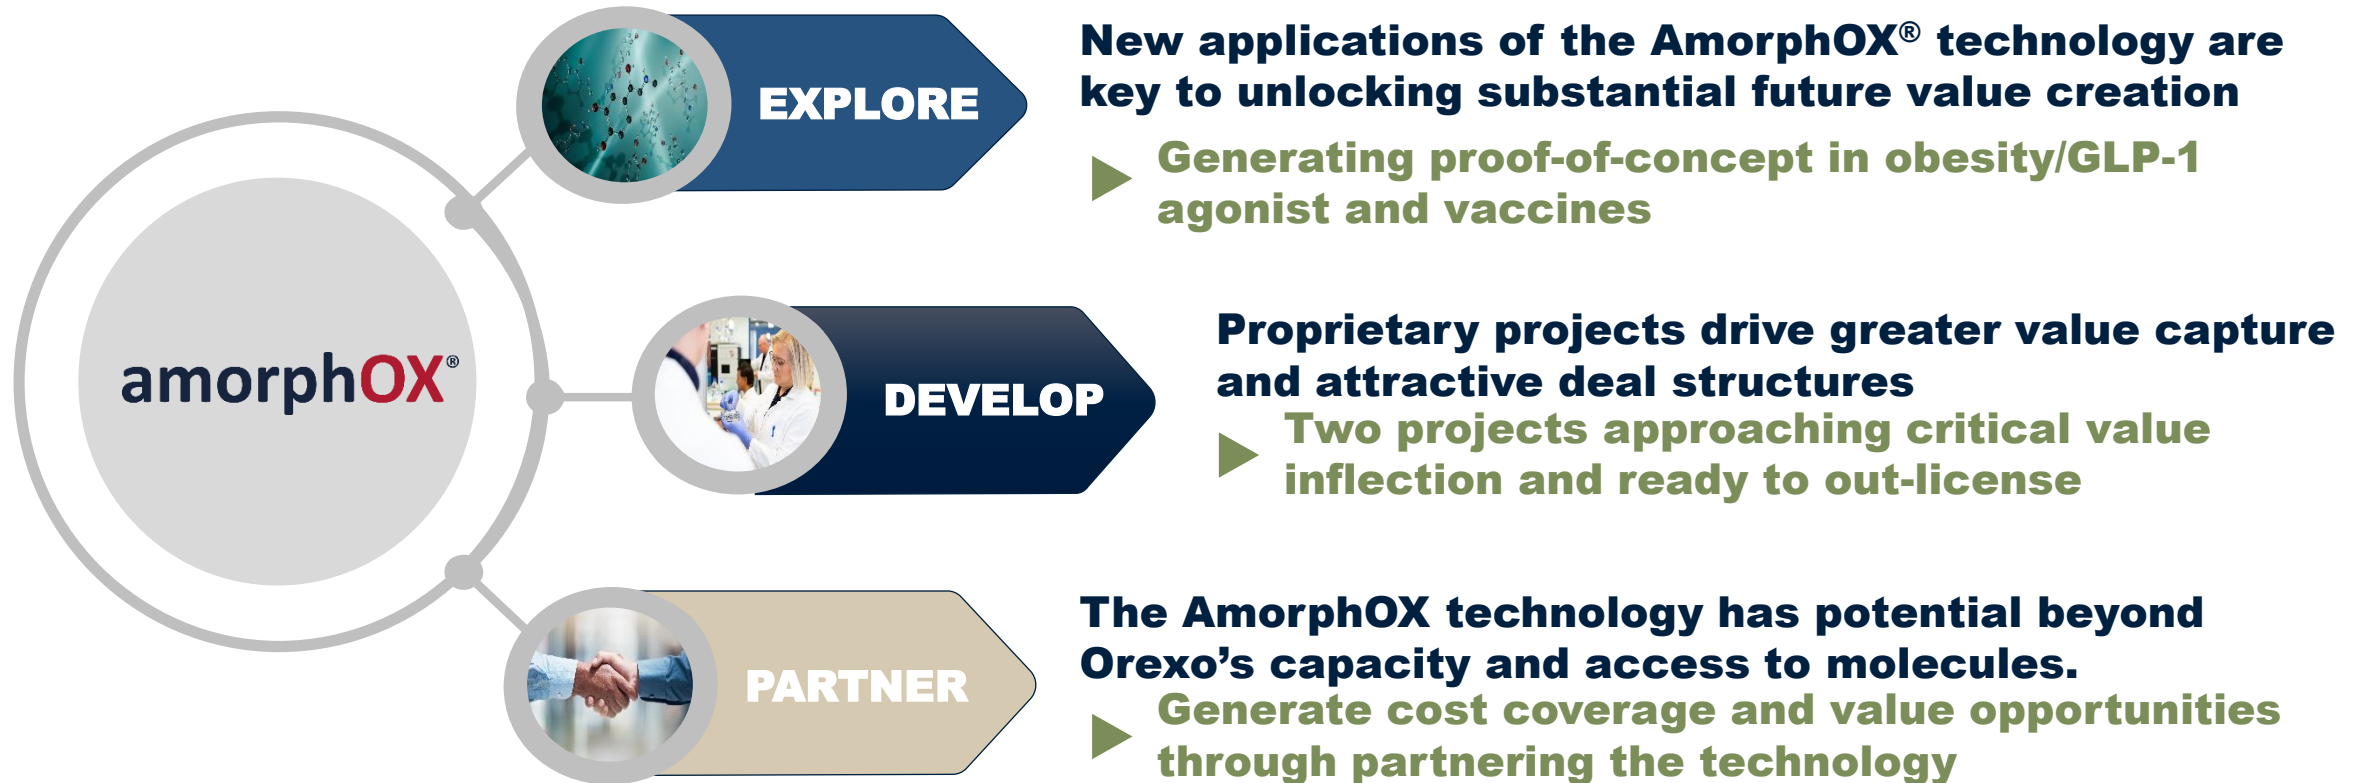 amorphOX®
EXPLORE
New applications of the AmorphOX® technology are
key to unlocking substantial future value creation
Generating proof-of-concept in obesity/GLP-1
agonist and vaccines
DEVELOP
Proprietary projects drive greater value capture
and attractive deal structures
Two projects approaching critical value
inflection and ready to out-license
PARTNER
The AmorphOX technology has potential beyond
Orexo’s capacity and access to molecules.
Generate cost coverage and value opportunities
through partnering the technology